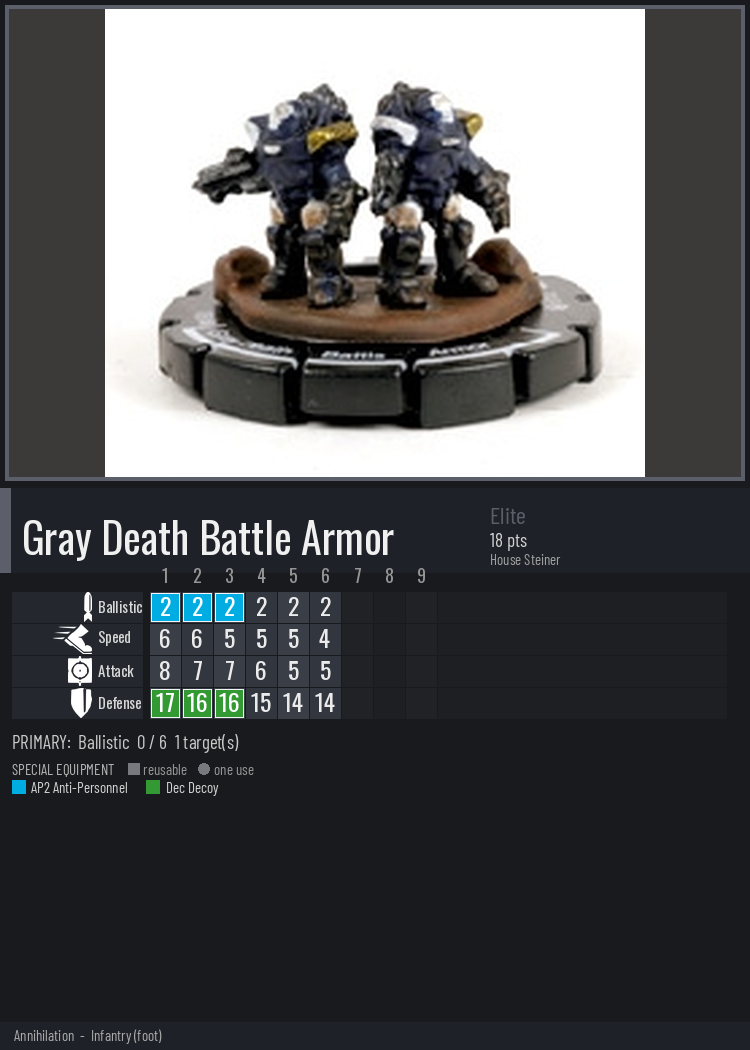 Battle Armor
Gray Death Battle Armor
Elite
18 pts
House Steiner
1 2 3 4 5 6 7 8 9
Ballistic 2 2 2 2 2 2
Speed 6 6 5 5 5 4
Attack 8 7 7 6 5 5
Defense 17 16 16 15 14 14
PRIMARY: Ballistic 0 / 6 1 target(s)
SPECIAL EQUIPMENT reusable one use
AP2 Anti-Personnel Dec Decoy
Annihilation - Infantry (foot)